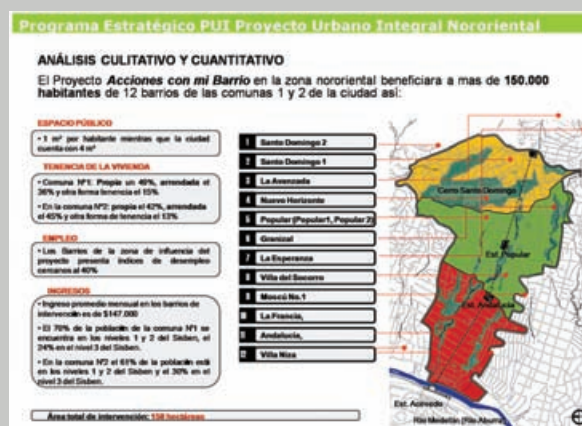 Programa Estratégico PUI Proyecto Urbano Integral Nororiental
ANÁLISIS CULITATIVO Y CUANTITATIVO
El Proyecto Acciones con mi Barrio en la zona nororiental beneficiara a mas de 150.000
habitantes de 12 barrios de las comunas 1 y 2 de la ciudad así:
ESPACIO PÚBLICO
• 1 m² por habitante mientras que la ciudad
cuenta con 4 m²
TENENCIA DE LA VIVIENDA
• Comuna Nº1: Propia un 49%, arrendada el
36% y otra forma tenencia el 15%
• En la comuna Nº2: propia el 42%, arrendada
el 45% y otra forma de tenencia el 13%
EMPLEO
• Los Barrios de la zona de influencia del
proyecto presenta índices de desempleo
cercanos al 40%
INGRESOS
• Ingreso promedio mensual en los barrios de
intervención es de $147.000
• El 70% de la población de la comuna Nº1 se
encuentra en los niveles 1 y 2 del Sisben, el
24% en el nivel 3 del Sisben.
• En la comuna Nº2 el 61% de la población está
en los niveles 1 y 2 del Sisben y el 30% en el
nivel 3 del Sisben.
Área total de intervención: 158 hectáreas
1 Santo Domingo 2
2 Santo Domingo 1
3 La Avanzada
4 Nuevo Horizonte
5 Popular (Popular1, Popular 2)
6 Granizal
7 La Esperanza
8 Villa del Socorro
9 Moscú No.1
10 La Francia,
11 Andalucía,
12 Villa Niza
Cerro Santo Domingo
Est. Popular
Est. Andalucía
Est. Acevedo
Río Medellín (Río Aburrá)